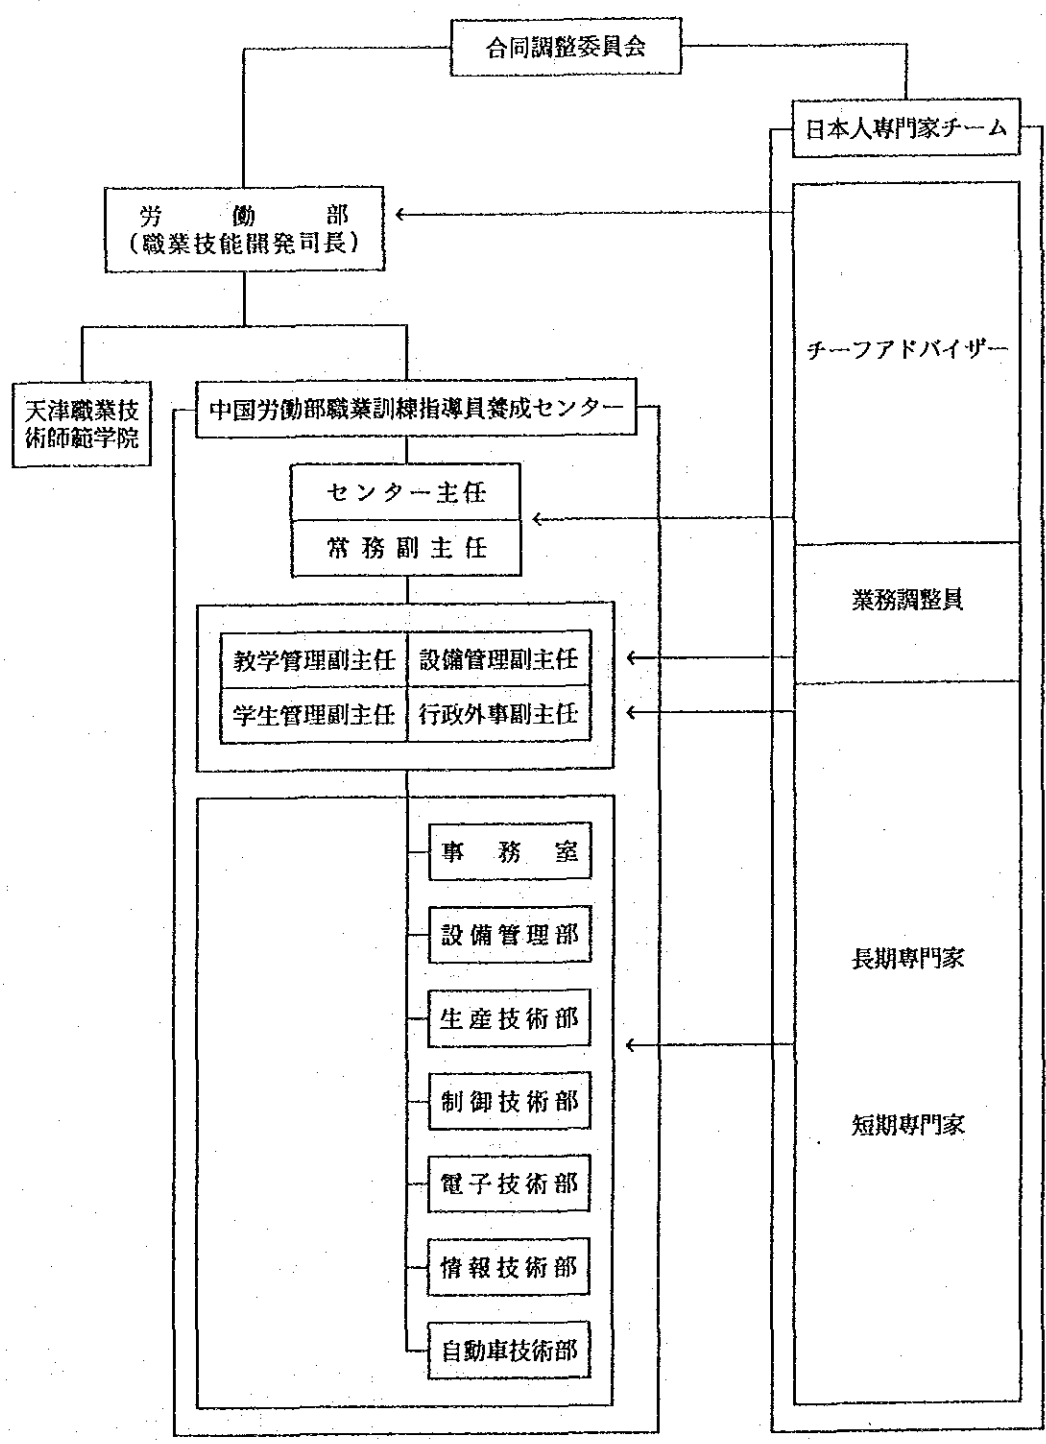 合同調整委員会
日本人専門家チーム
労働部
（職業技能開発司長）
チーフアドバイザー
天津職業技
術師範学院
中国労働部職業訓練指導員養成センター
センター主任
常務副主任
業務調整員
教学管理副主任 設備管理副主任
学生管理副主任 行政外事副主任
事務室
設備管理部
生産技術部
長期専門家
制御技術部
短期専門家
電子技術部
情報技術部
自動車技術部